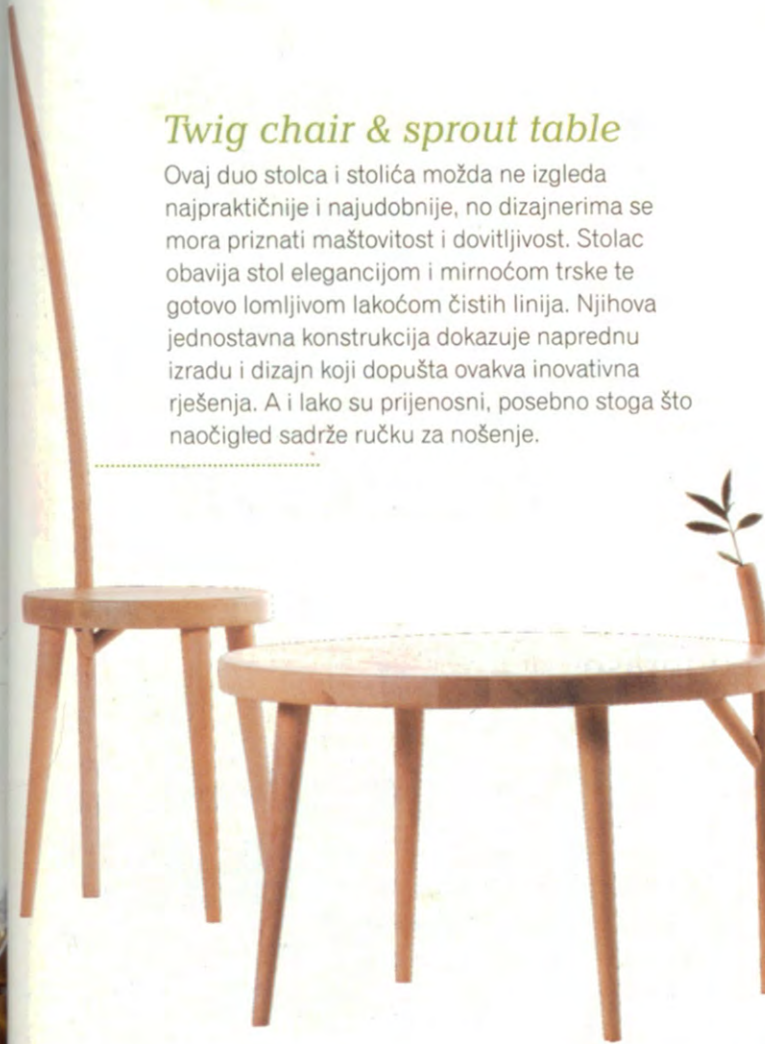 Twig chair & sprout table
Ovaj duo stolca i stolića možda ne izgleda
najpraktičnije i najudobnije, no dizajnerima se
mora priznati maštovitost i dovitljivost. Stolac
obavija stol elegancijom i mirnoćom trske te
gotovo lomljivom lakoćom čistih linija. Njihova
jednostavna konstrukcija dokazuje naprednu
izradu i dizajn koji dopušta ovakva inovativna
rješenja. A i lako su prijenosni, posebno stoga što
naočigled sadrže ručku za nošenje.